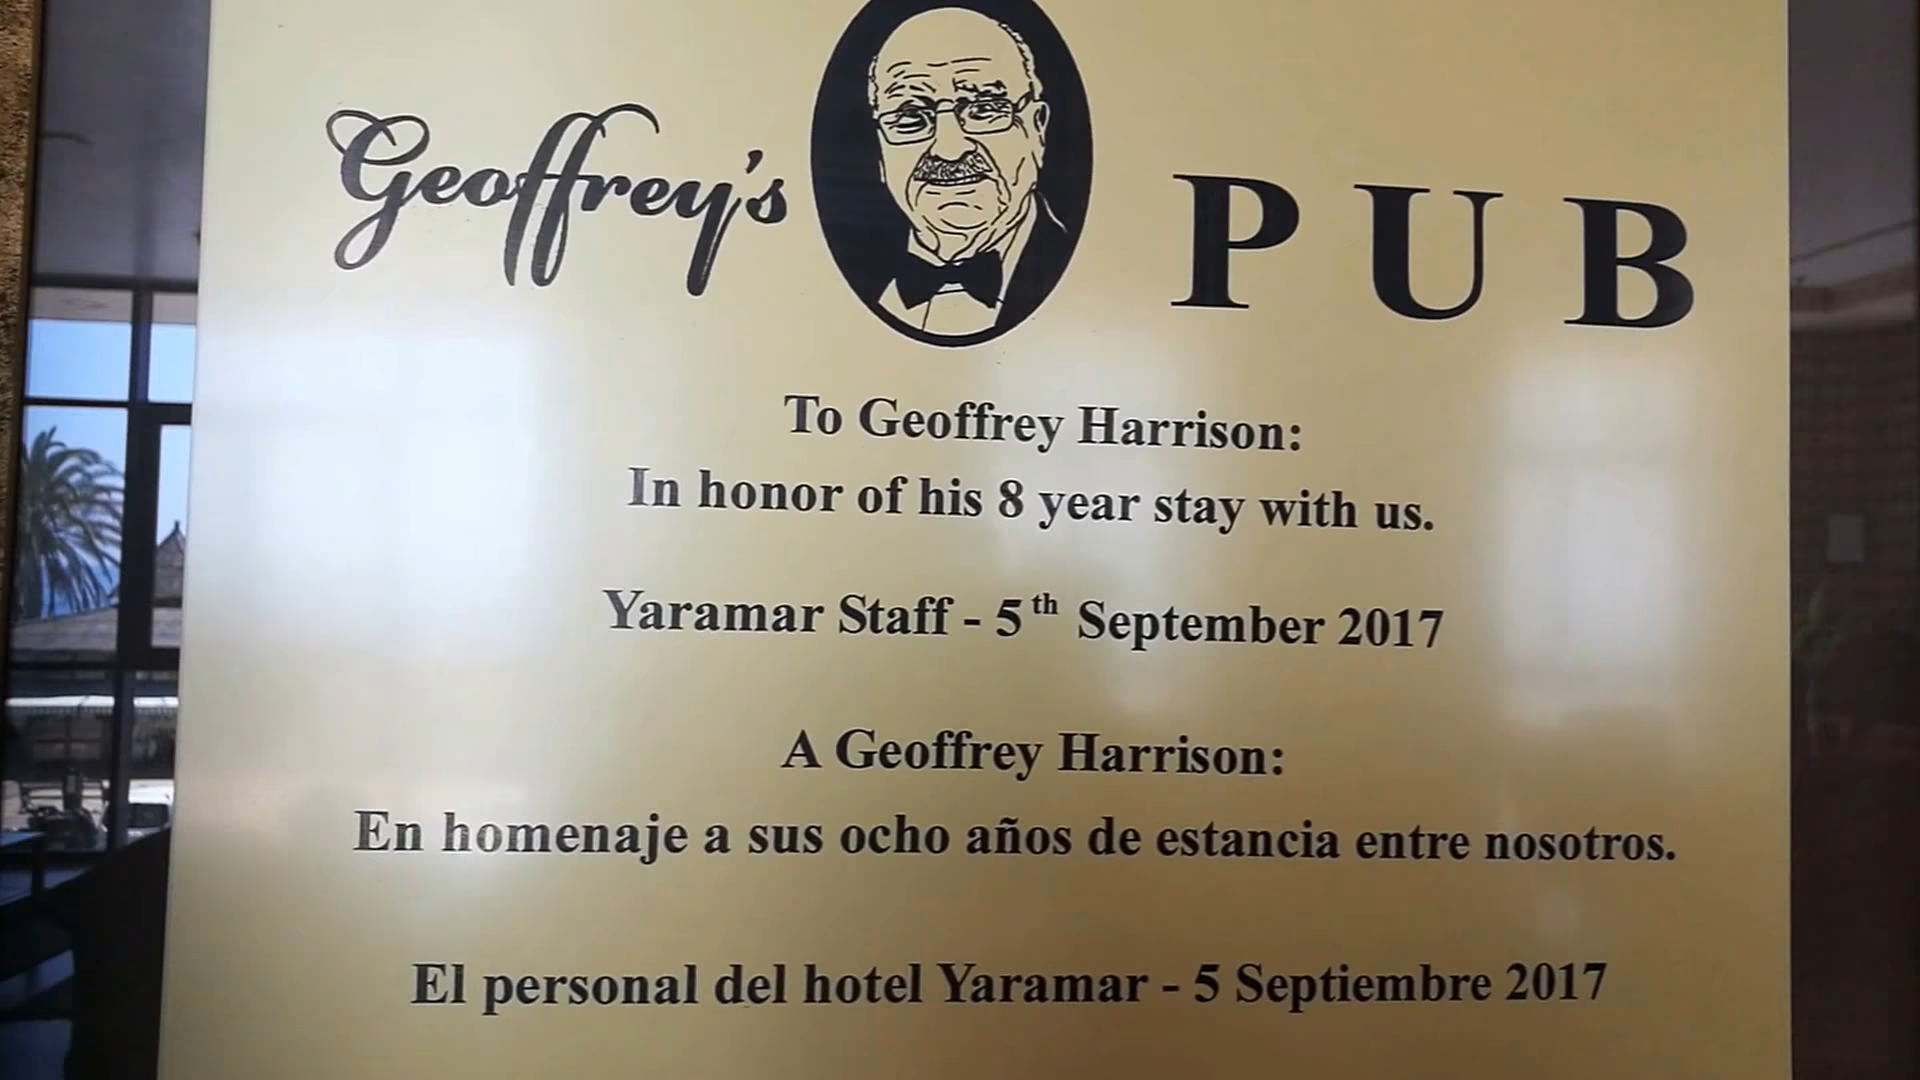 Geoffrey's PUB
To Geoffrey Harrison:
In honor of his 8 year stay with us.
Yaramar Staff - 5th September 2017
A Geoffrey Harrison:
En homenaje a sus ocho años de estancia entre nosotros.
El personal del hotel Yaramar - 5 Septiembre 2017